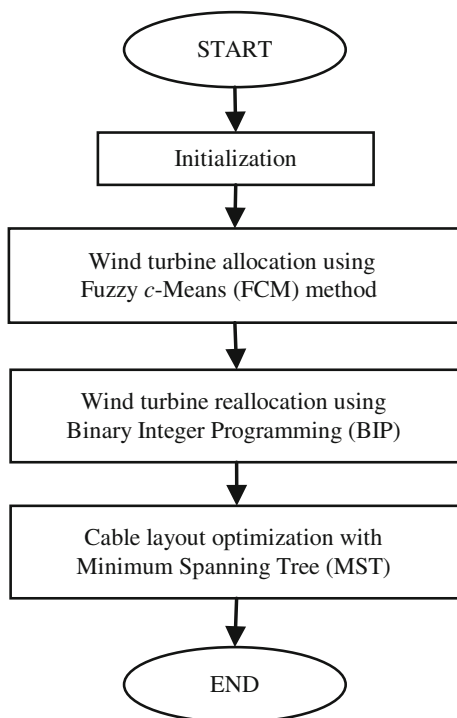 START
Initialization
Wind turbine allocation using
Fuzzy c-Means (FCM) method
Wind turbine reallocation using
Binary Integer Programming (BIP)
Cable layout optimization with
Minimum Spanning Tree (MST)
END